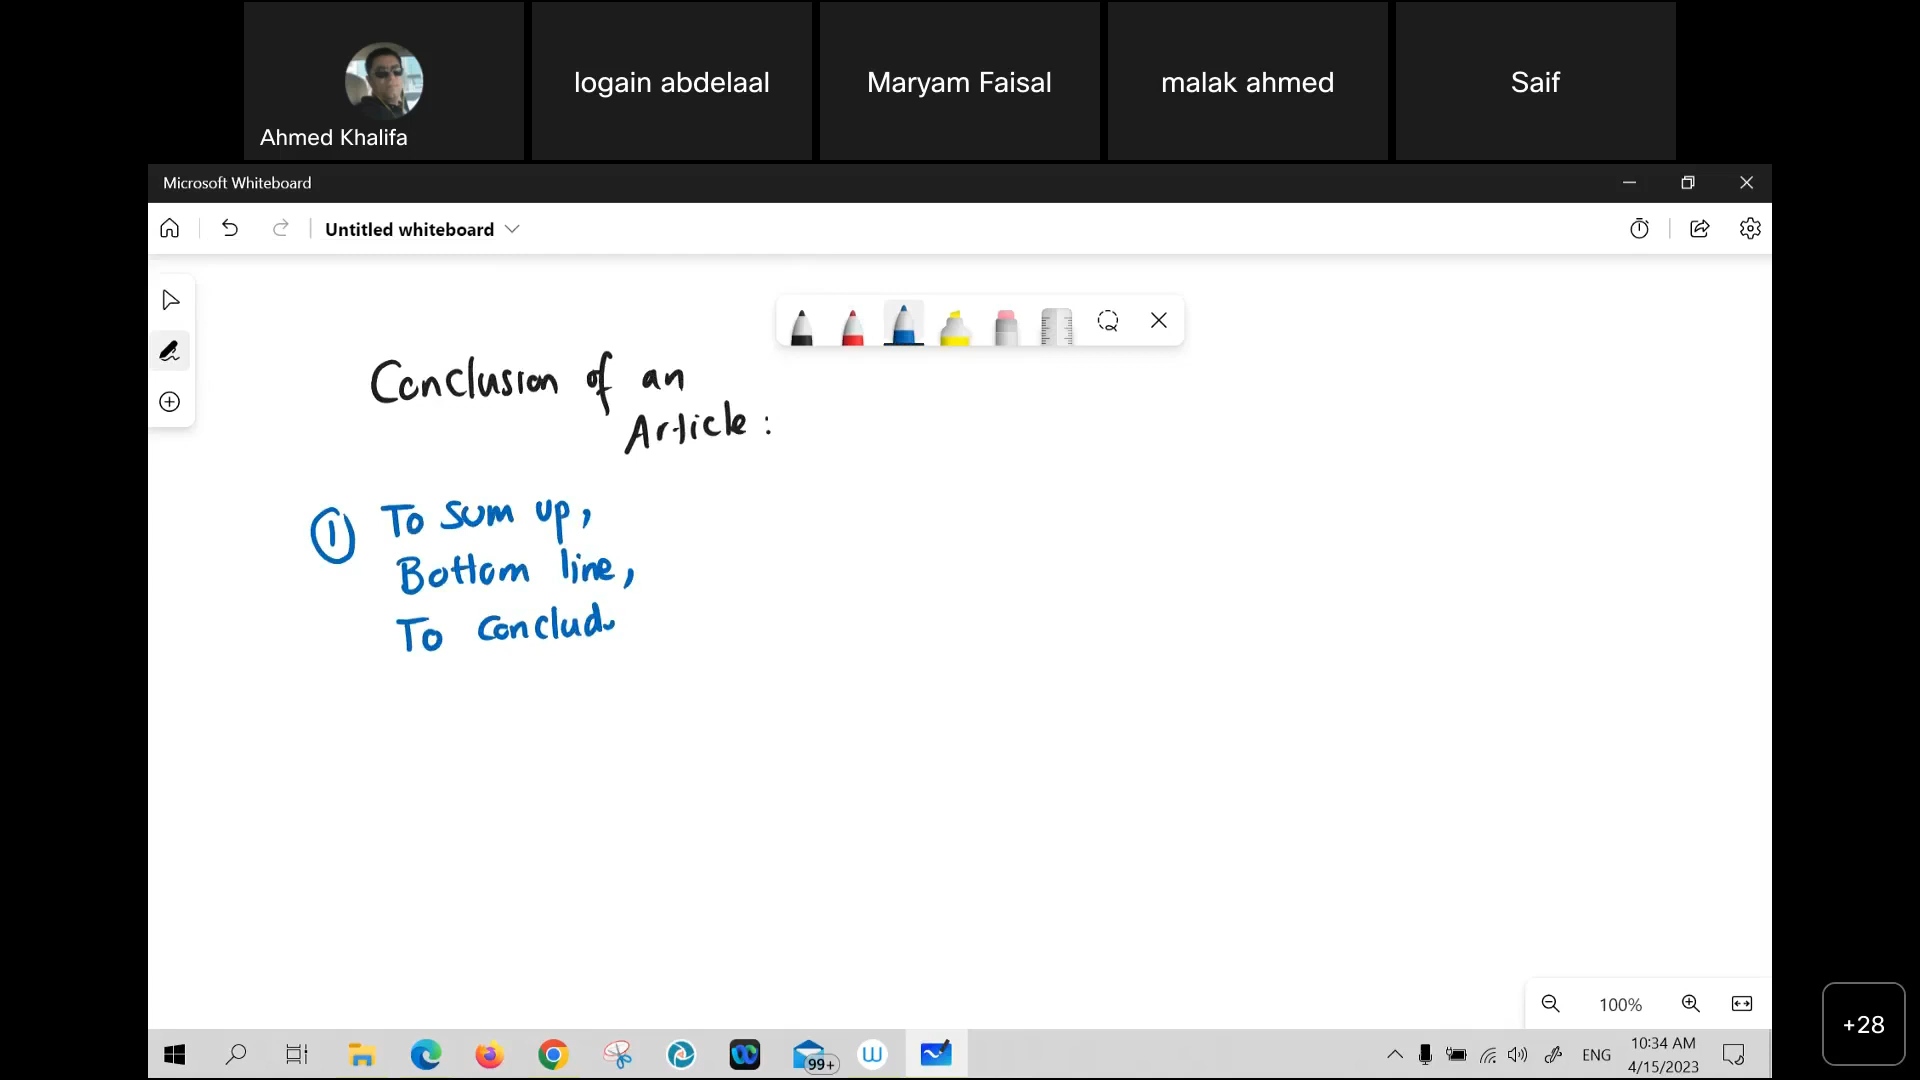 logain abdelaal
Maryam Faisal
malak ahmed
Saif
Ahmed Khalifa
Microsoft Whiteboard
Untitled whiteboard
Conclusion of an
Article:
① To sum up,
Bottom line,
To conclude
100%
+28
99+
ENG
10:34 AM
4/15/2023